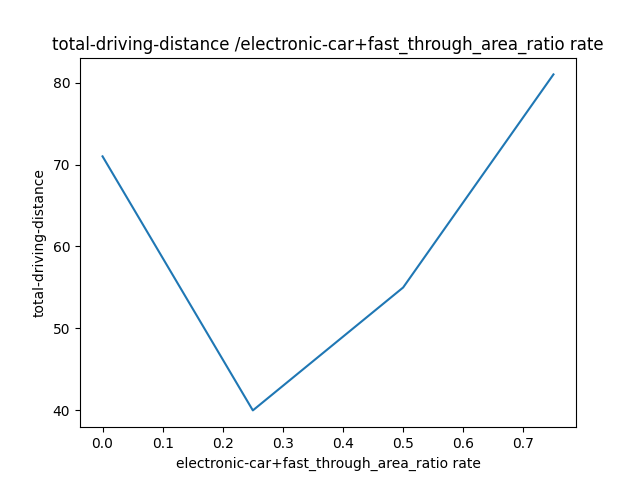 total-driving-distance /electronic-car+fast_through_area_ratio rate
80
70
60
50
40
total-driving-distance
0.0 0.1 0.2 0.3 0.4 0.5 0.6 0.7
electronic-car+fast_through_area_ratio rate